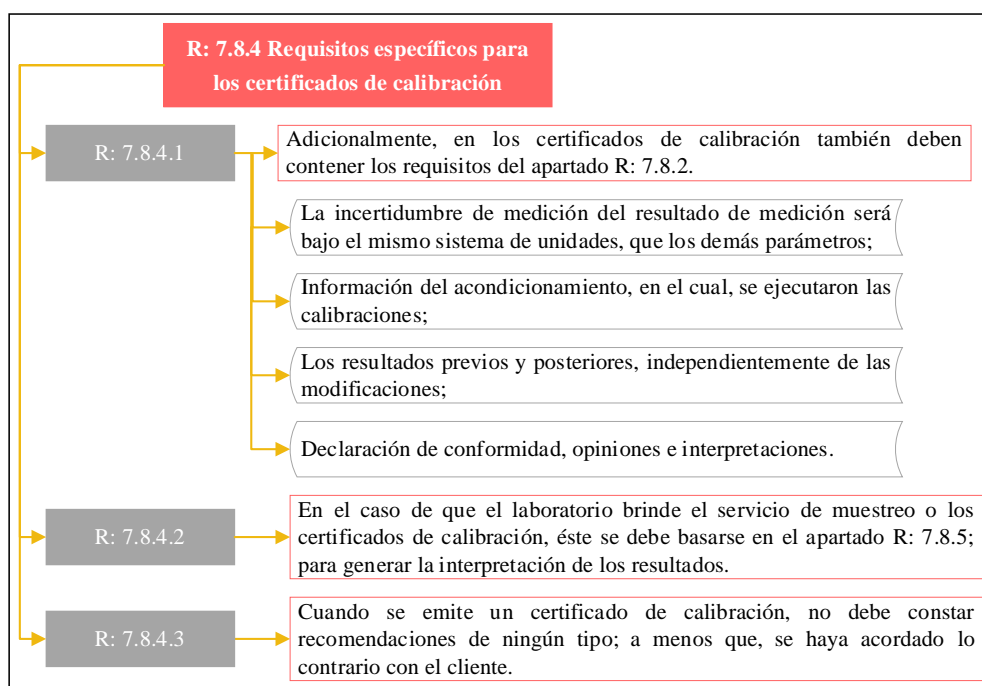 R: 7.8.4 Requisitos específicos para
los certificados de calibración
R: 7.8.4.1
Adicionalmente, en los certificados de calibración también deben
contener los requisitos del apartado R: 7.8.2.
La incertidumbre de medición del resultado de medición será
bajo el mismo sistema de unidades, que los demás parámetros;
Información del acondicionamiento, en el cual, se ejecutaron las
calibraciones;
Los resultados previos y posteriores, independientemente de las
modificaciones;
Declaración de conformidad, opiniones e interpretaciones.
R: 7.8.4.2
En el caso de que el laboratorio brinde el servicio de muestreo o los
certificados de calibración, éste se debe basarse en el apartado R: 7.8.5;
para generar la interpretación de los resultados.
R: 7.8.4.3
Cuando se emite un certificado de calibración, no debe constar
recomendaciones de ningún tipo; a menos que, se haya acordado lo
contrario con el cliente.